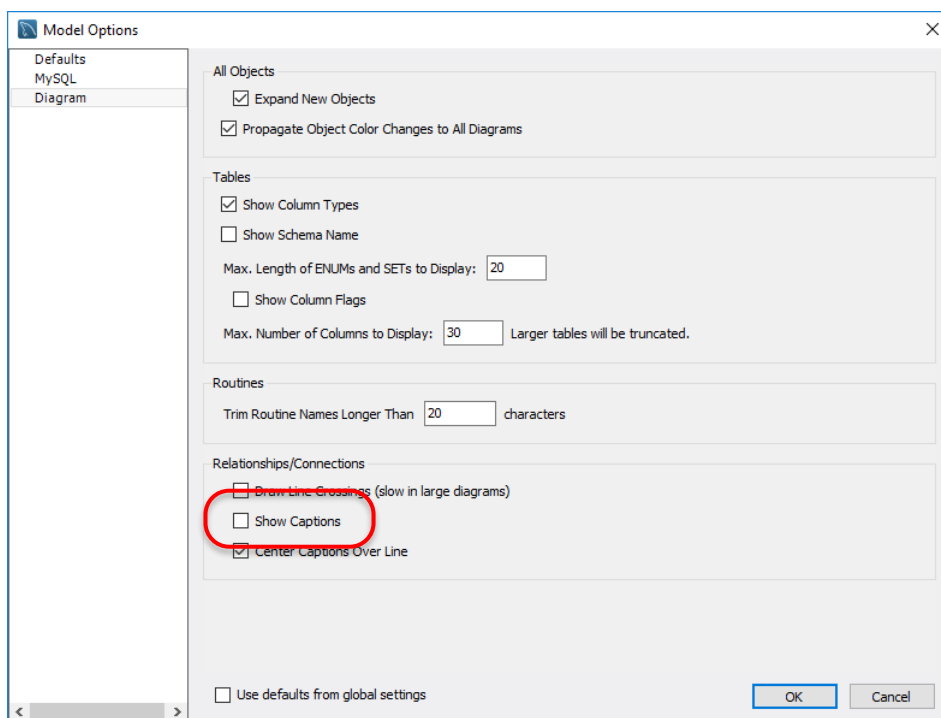 Model Options
Defaults
MySQL
Diagram
All Objects
Expand New Objects
Propagate Object Color Changes to All Diagrams
Tables
Show Column Types
Show Schema Name
Max. Length of ENUMs and SETs to Display: 20
Show Column Flags
Max. Number of Columns to Display: 30 Larger tables will be truncated.
Routines
Trim Routine Names Longer Than 20 characters
Relationships/Connections
Draw Line Crossings (slow in large diagrams)
Show Captions
Center Captions Over Line
Use defaults from global settings
OK Cancel